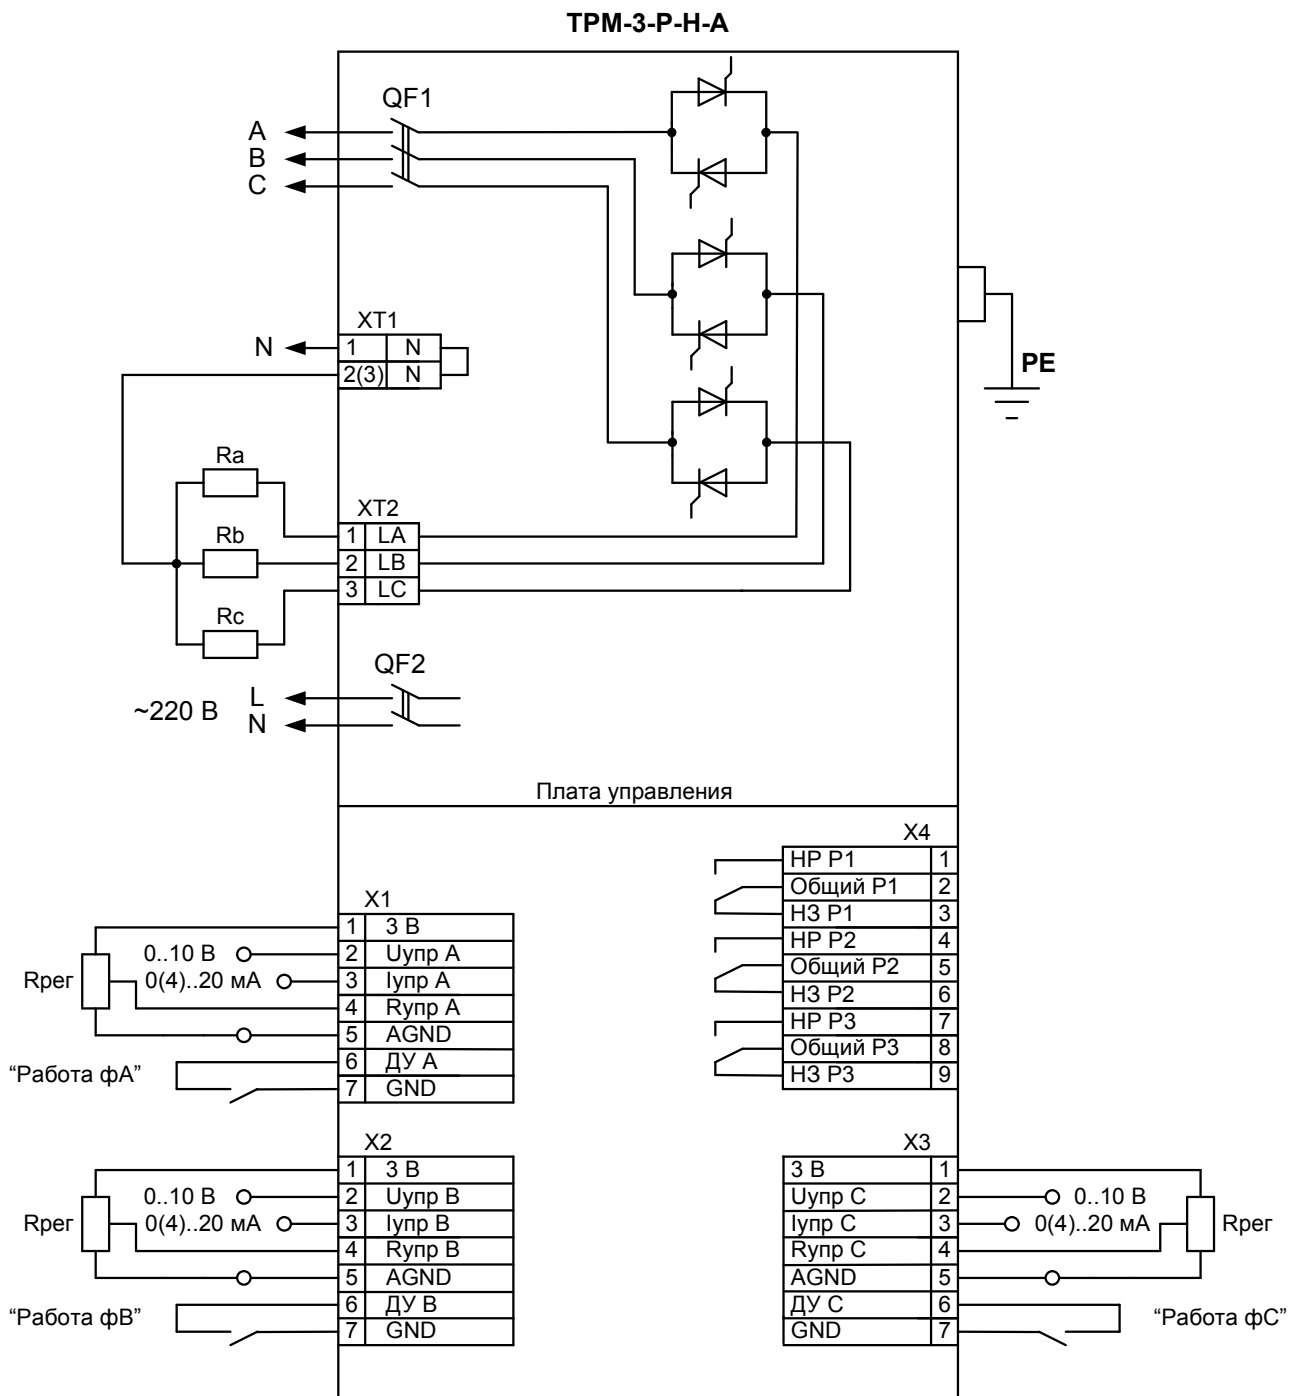 ТРМ-3-Р-Н-А
QF1
A
B
C
XT1
N
1 N
2(3) N
PE
Ra
Rb
Rc
XT2
1 LA
2 LB
3 LC
QF2
~220 В
L
N
Плата управления
X4
НР Р1 1
Общий Р1 2
НЗ Р1 3
НР Р2 4
Общий Р2 5
НЗ Р2 6
НР Р3 7
Общий Р3 8
НЗ Р3 9
X1
1 3 В
0..10 В 2 Uупр А
Rрег 0(4)..20 мА 3 Iупр А
4 Rупр А
5 AGND
6 ДУ А
“Работа фА”
7 GND
X2
1 3 В
0..10 В 2 Uупр В
Rрег 0(4)..20 мА 3 Iупр В
4 Rупр В
5 AGND
6 ДУ В
“Работа фВ”
7 GND
X3
3 В 1
Uупр С 2 0..10 В
Iупр С 3 0(4)..20 мА Rрег
Rупр С 4
AGND 5
ДУ С 6
“Работа фС”
GND 7